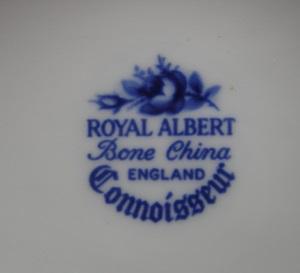 ROYAL ALBERT
Bone China
ENGLAND
Connoisseur